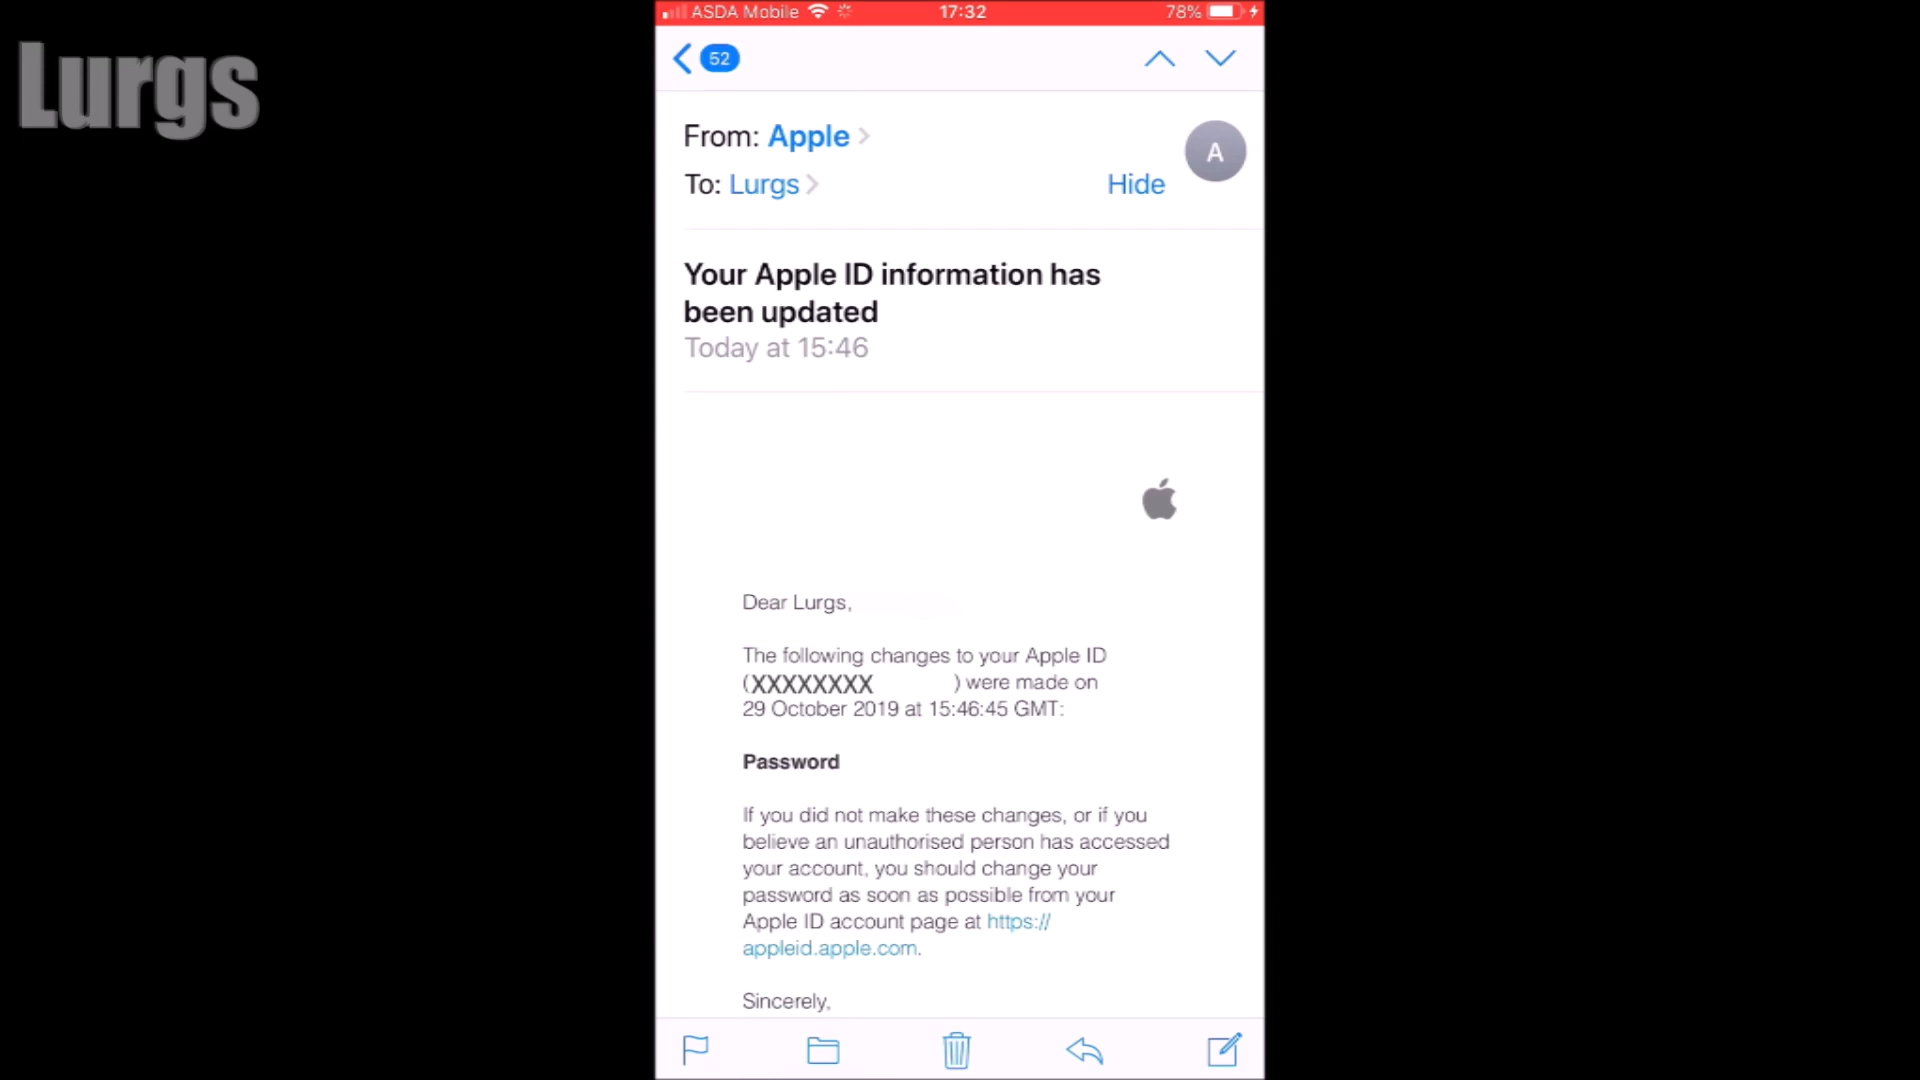 Lurgs
ASDA Mobile 17:32 78%
52
From: Apple
A
To: Lurgs Hide
Your Apple ID information has
been updated
Today at 15:46
Dear Lurgs,
The following changes to your Apple ID
(XXXXXXXX ) were made on
29 October 2019 at 15:46:45 GMT:
Password
If you did not make these changes, or if you
believe an unauthorised person has accessed
your account, you should change your
password as soon as possible from your
Apple ID account page at https://
appleid.apple.com.
Sincerely,